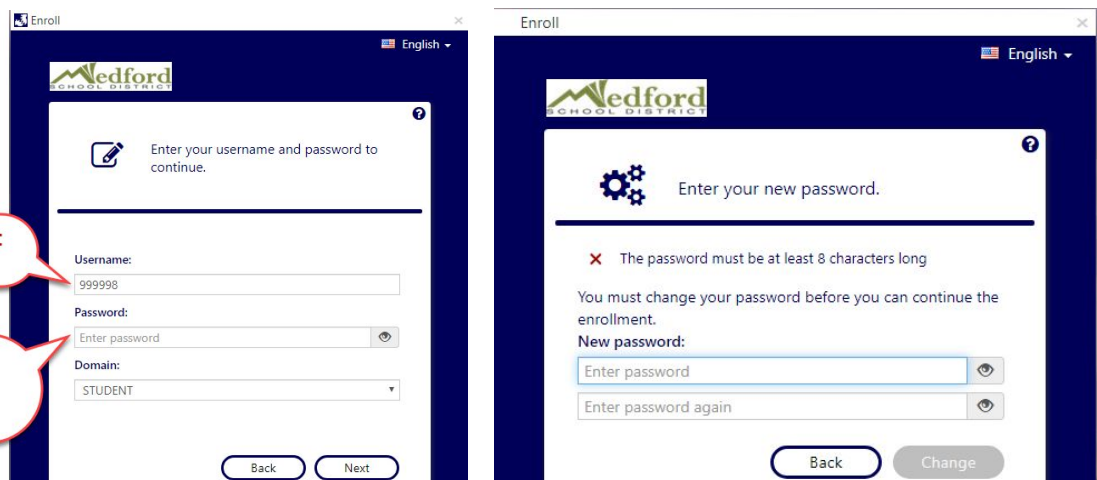 Enroll
English
Medford
SCHOOL DISTRICT
Enter your username and password to
continue.
Username:
999998
Password:
Enter password
Domain:
STUDENT
Back Next
Enroll
English
Medford
SCHOOL DISTRICT
Enter your new password.
The password must be at least 8 characters long
You must change your password before you can continue the
enrollment.
New password:
Enter password
Enter password again
Back Change